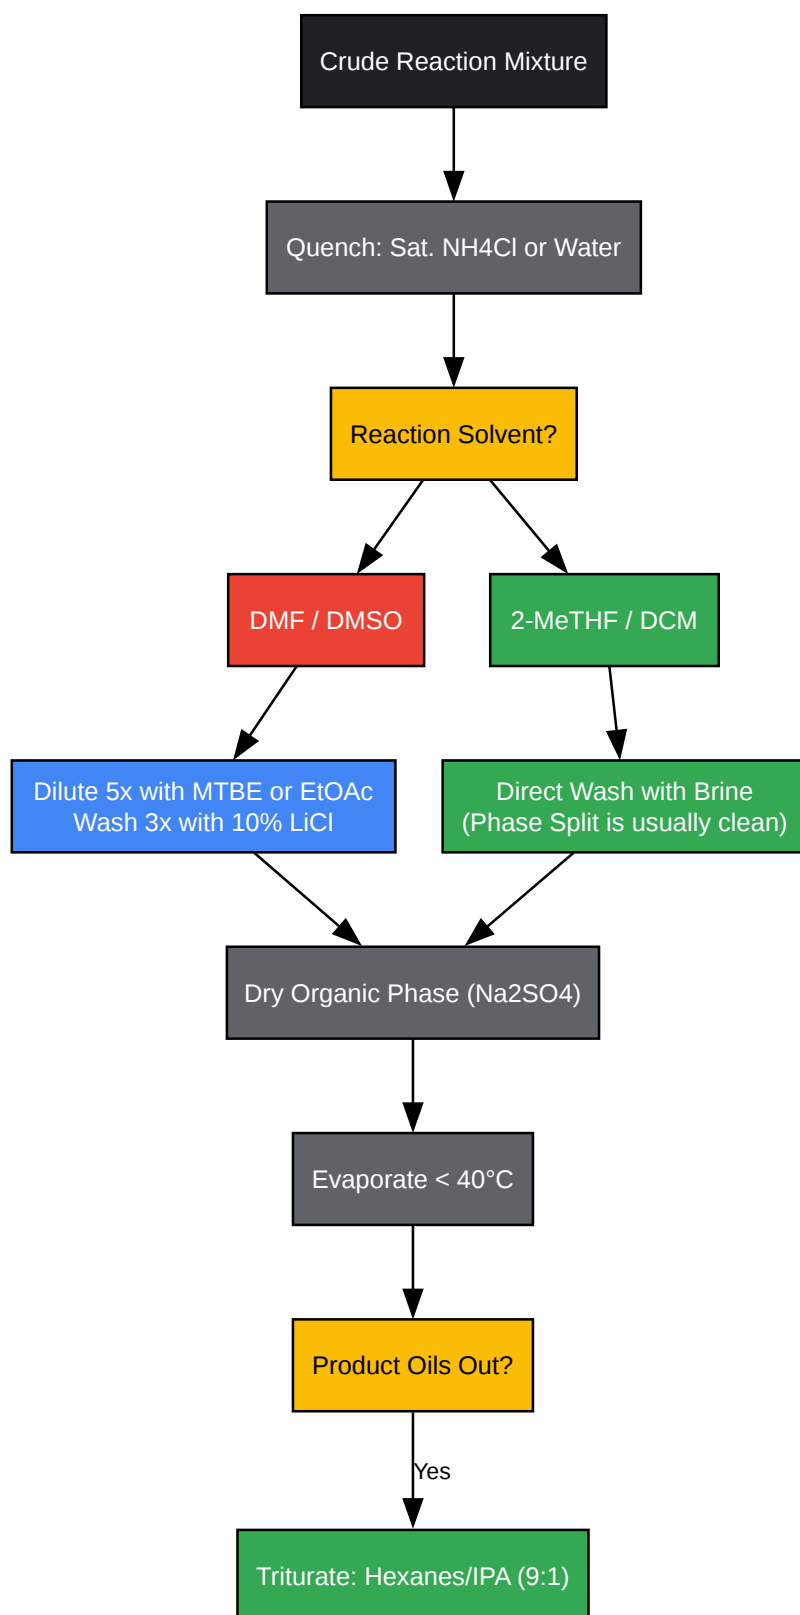 Crude Reaction Mixture
Quench: Sat. NH4Cl or Water
Reaction Solvent?
DMF / DMSO
2-MeTHF / DCM
Dilute 5x with MTBE or EtOAc
Wash 3x with 10% LiCl
Direct Wash with Brine
(Phase Split is usually clean)
Dry Organic Phase (Na2SO4)
Evaporate < 40°C
Product Oils Out?
Yes
Triturate: Hexanes/IPA (9:1)